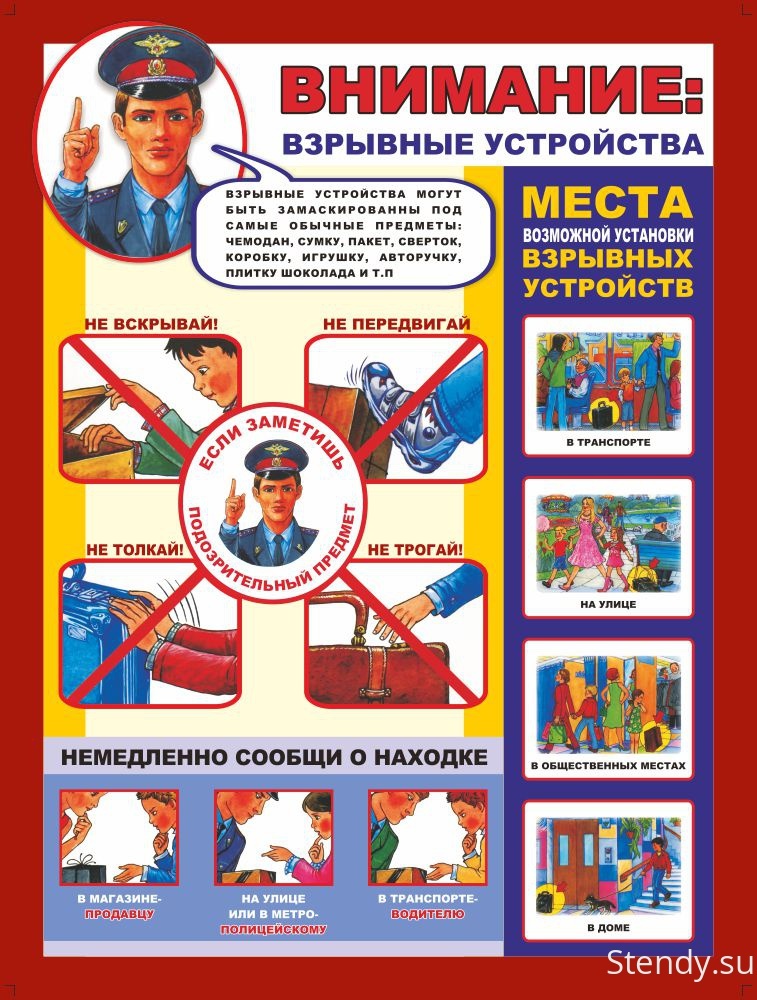 ВНИМАНИЕ:
ВЗРЫВНЫЕ УСТРОЙСТВА
ВЗРЫВНЫЕ УСТРОЙСТВА МОГУТ
БЫТЬ ЗАМАСКИРОВАННЫ ПОД
САМЫЕ ОБЫЧНЫЕ ПРЕДМЕТЫ:
ЧЕМОДАН, СУМКУ, ПАКЕТ, СВЕРТОК,
КОРОБКУ, ИГРУШКУ, АВТОРУЧКУ,
ПЛИТКУ ШОКОЛАДА И Т.П
НЕ ВСКРЫВАЙ!
НЕ ПЕРЕДВИГАЙ
ЕСЛИ ЗАМЕТИШЬ
ПОДОЗРИТЕЛЬНЫЙ ПРЕДМЕТ
НЕ ТОЛКАЙ!
НЕ ТРОГАЙ!
НЕМЕДЛЕННО СООБЩИ О НАХОДКЕ
В МАГАЗИНЕ-
ПРОДАВЦУ
НА УЛИЦЕ
ИЛИ В МЕТРО-
ПОЛИЦЕЙСКОМУ
В ТРАНСПОРТЕ-
ВОДИТЕЛЮ
МЕСТА
ВОЗМОЖНОЙ УСТАНОВКИ
ВЗРЫВНЫХ
УСТРОЙСТВ
В ТРАНСПОРТЕ
НА УЛИЦЕ
В ОБЩЕСТВЕННЫХ МЕСТАХ
В ДОМЕ
Stendy.su